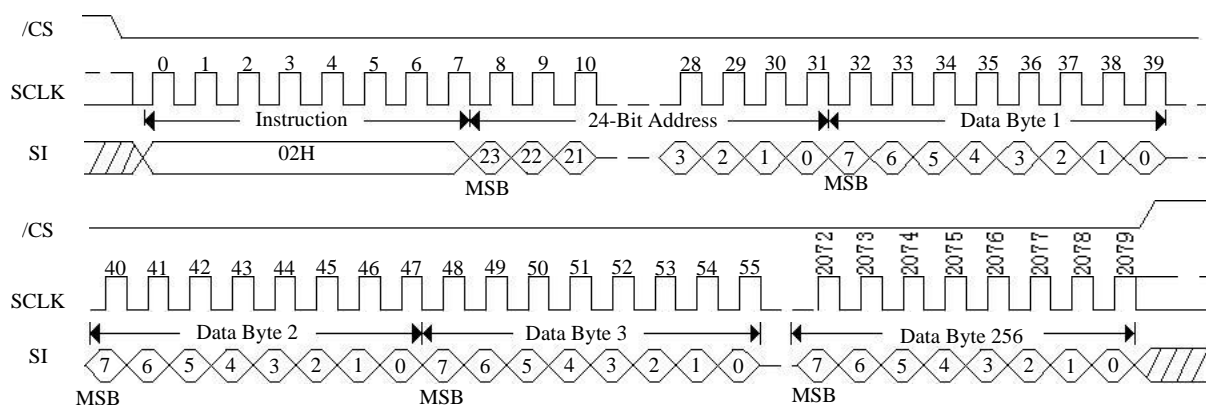 /CS
0 1 2 3 4 5 6 7 8 9 10 28 29 30 31 32 33 34 35 36 37 38 39
SCLK
Instruction 24-Bit Address Data Byte 1
SI 02H 23 22 21 3 2 1 0 7 6 5 4 3 2 1 0
MSB MSB
/CS
2072 2073 2074 2075 2076 2077 2078 2079
40 41 42 43 44 45 46 47 48 49 50 51 52 53 54 55
SCLK
Data Byte 2 Data Byte 3 Data Byte 256
SI 7 6 5 4 3 2 1 0 7 6 5 4 3 2 1 0 7 6 5 4 3 2 1 0
MSB MSB MSB